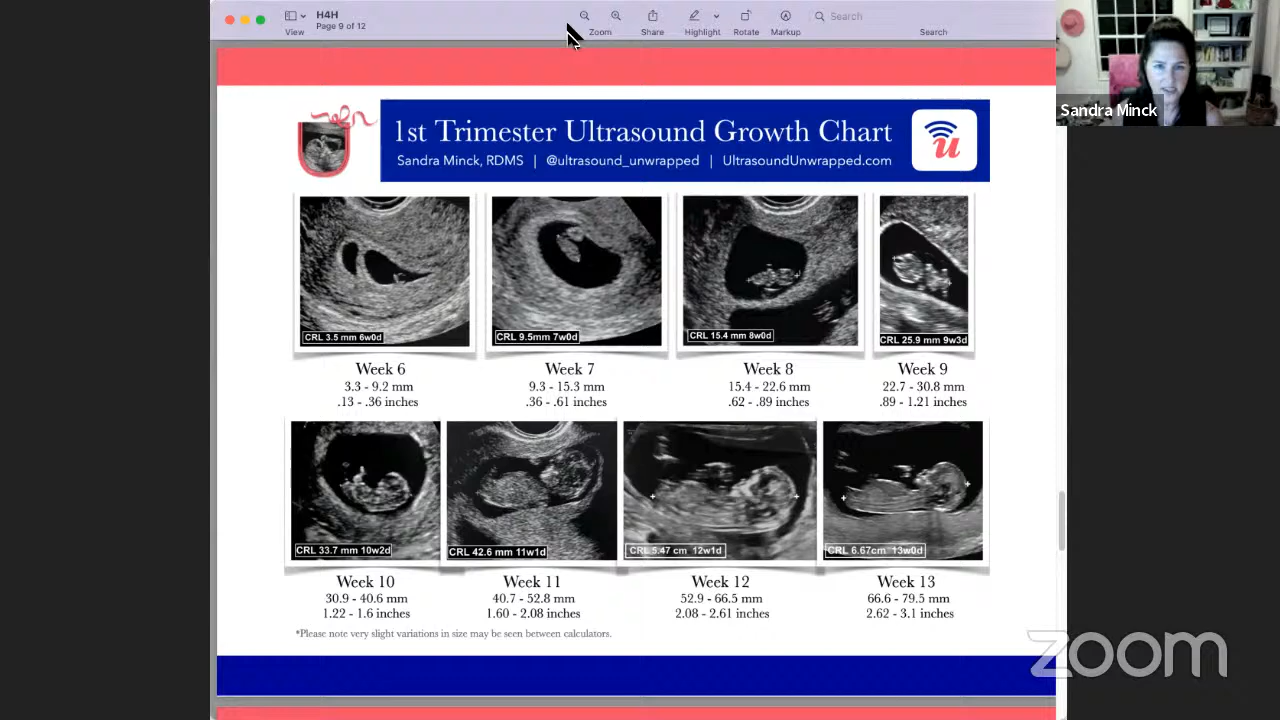 H4H
Page 9 of 12
View
Zoom
Share
Highlight
Rotate
Markup
Search
Search
Sandra Minck
1st Trimester Ultrasound Growth Chart
Sandra Minck, RDMS | @ultrasound_unwrapped | UltrasoundUnwrapped.com
u
CRL 3.5 mm 6w0d
CRL 9.5mm 7w0d
CRL 15.4 mm 8w0d
CRL 25.9 mm 9w3d
Week 6
3.3 - 9.2 mm
.13 - .36 inches
Week 7
9.3 - 15.3 mm
.36 - .61 inches
Week 8
15.4 - 22.6 mm
.62 - .89 inches
Week 9
22.7 - 30.8 mm
.89 - 1.21 inches
CRL 33.7 mm 10w2d
CRL 42.6 mm 11w1d
CRL 5.47 cm 12w1d
CRL 6.67cm 13w0d
Week 10
30.9 - 40.6 mm
1.22 - 1.6 inches
Week 11
40.7 - 52.8 mm
1.60 - 2.08 inches
Week 12
52.9 - 66.5 mm
2.08 - 2.61 inches
Week 13
66.6 - 79.5 mm
2.62 - 3.1 inches
*Please note very slight variations in size may be seen between calculators.
zoom